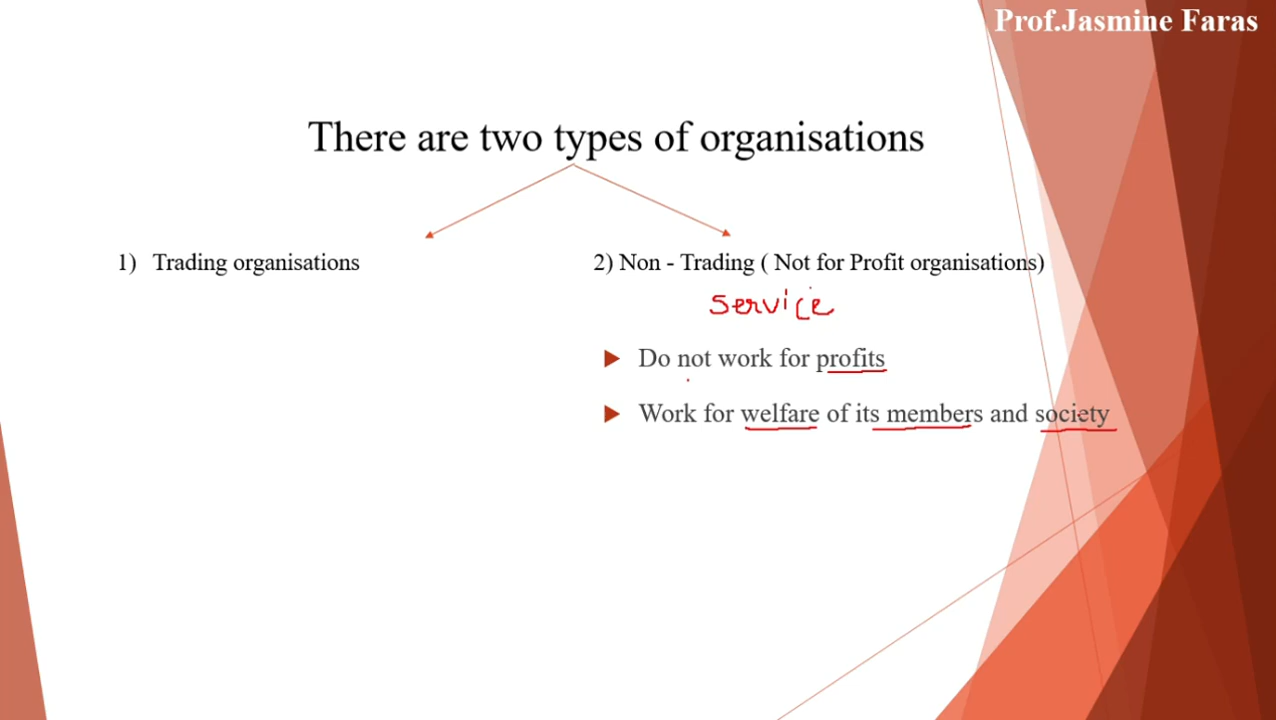 Prof.Jasmine Faras
There are two types of organisations
1) Trading organisations
2) Non - Trading ( Not for Profit organisations)
service
Do not work for profits
Work for welfare of its members and society